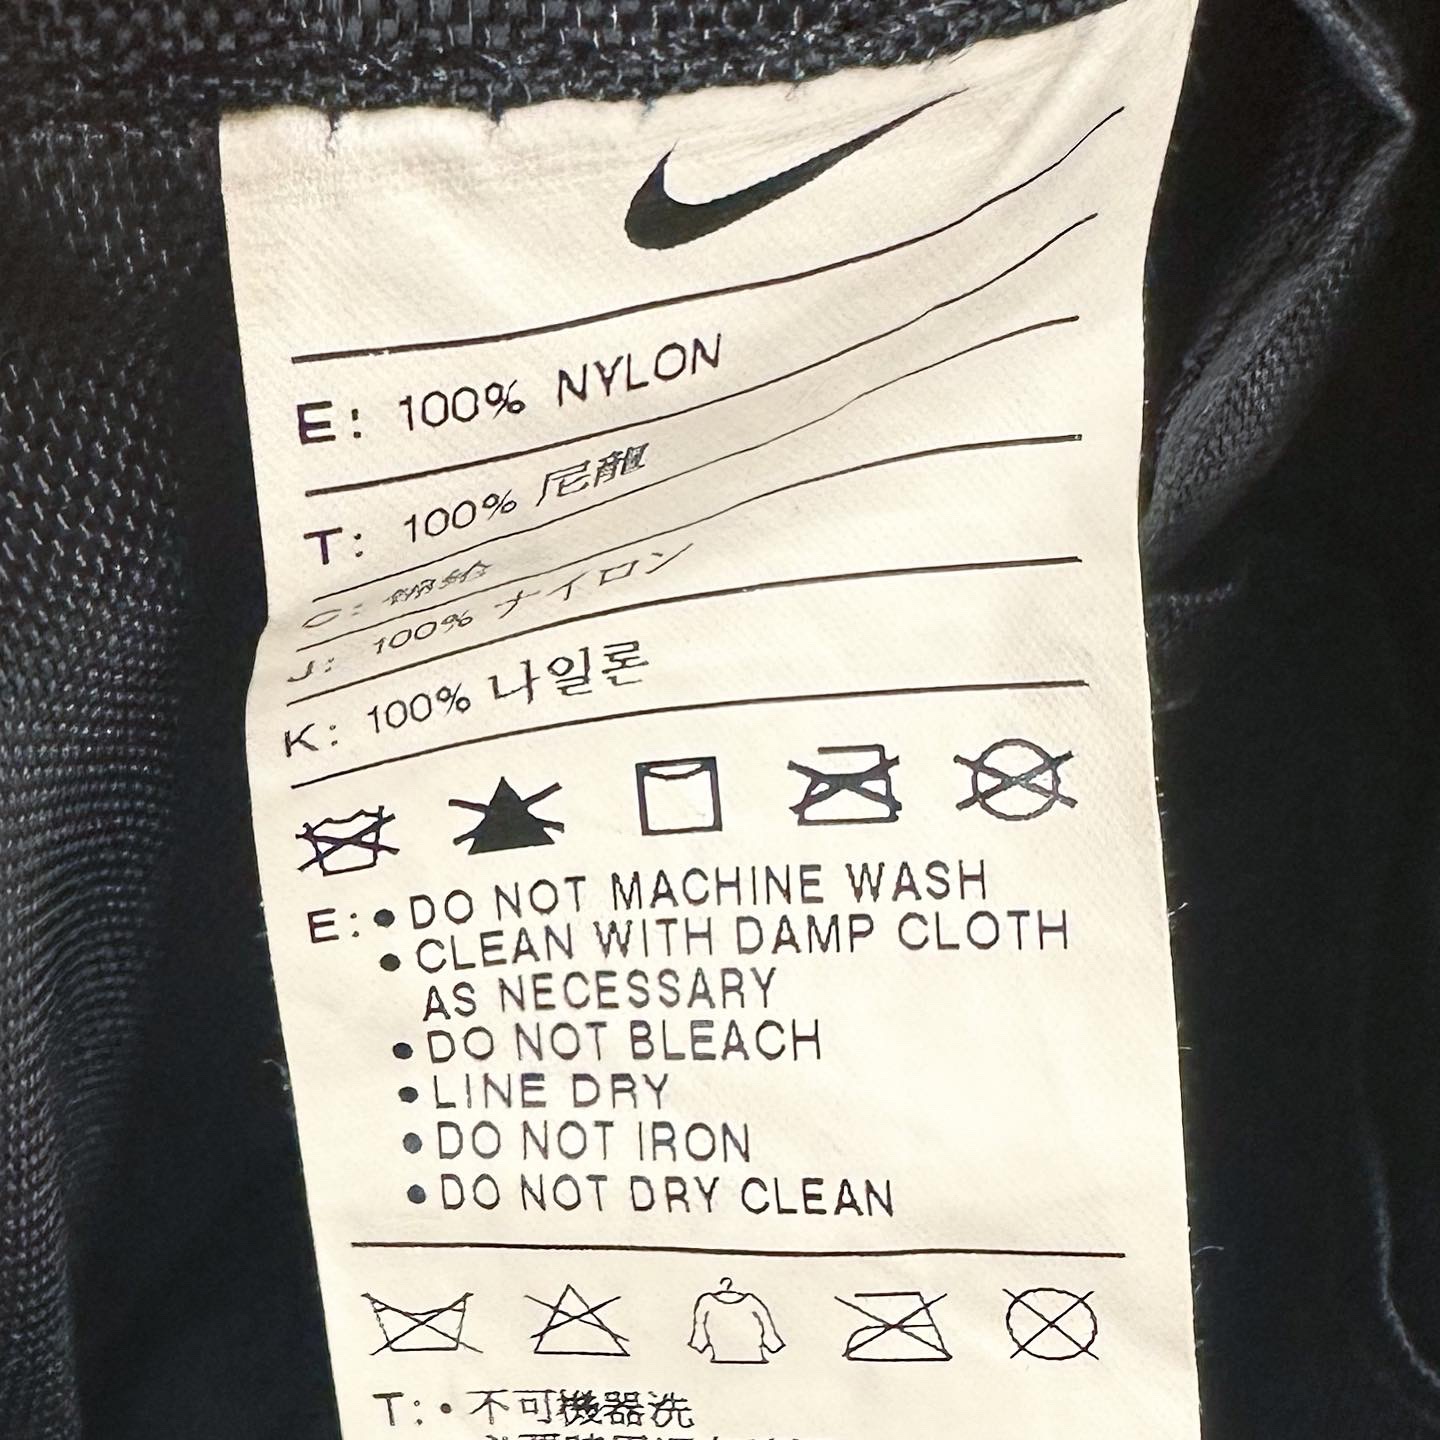 E: 100% NYLON
T: 100% 尼龍
C:
J: 100% ナイロン
K: 100% 나일론
E: • DO NOT MACHINE WASH
• CLEAN WITH DAMP CLOTH
AS NECESSARY
• DO NOT BLEACH
• LINE DRY
• DO NOT IRON
• DO NOT DRY CLEAN
T: • 不可機器洗